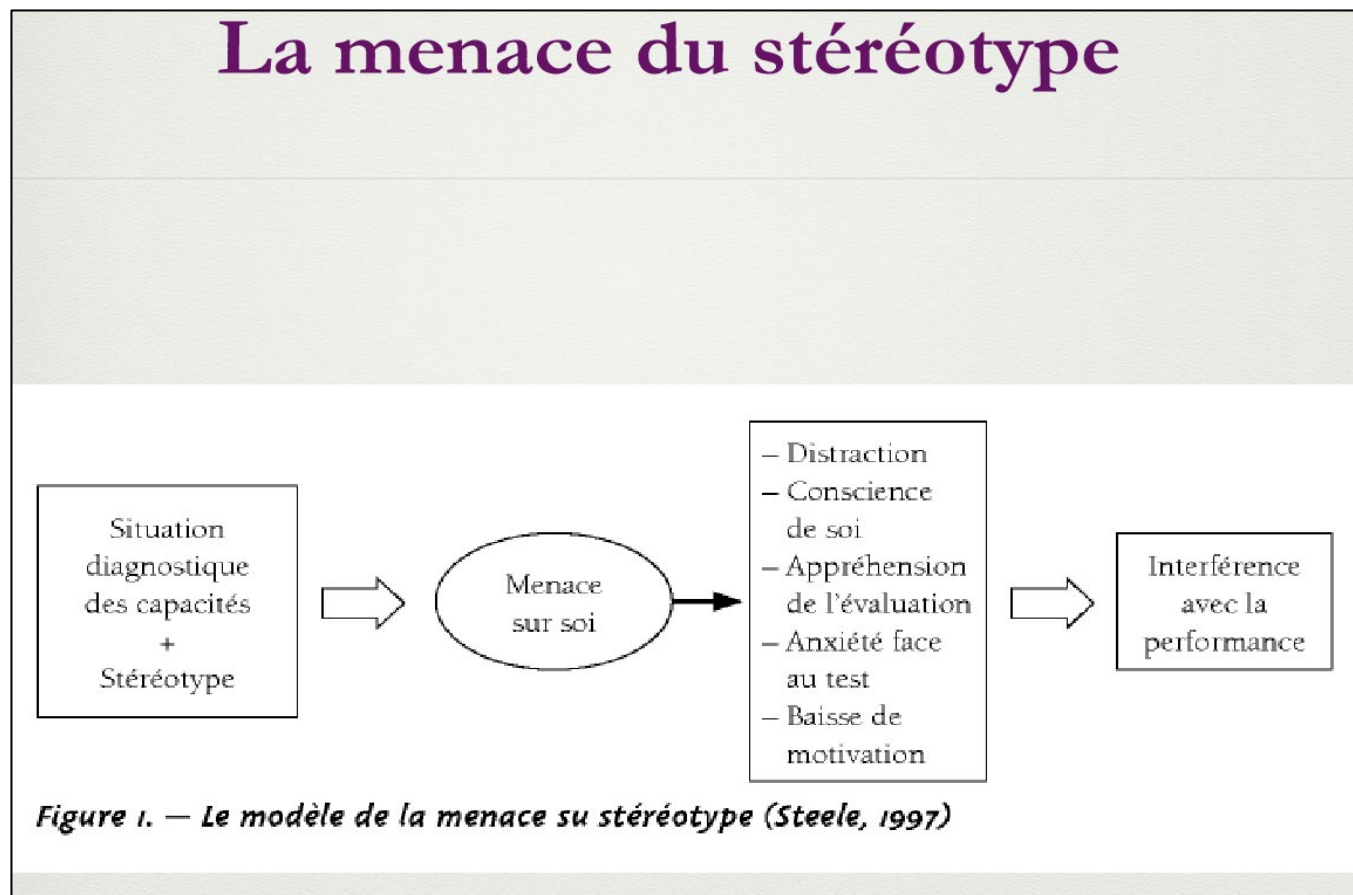 La menace du stéréotype
Situation
diagnostique
des capacités
+
Stéréotype
Menace
sur soi
– Distraction
– Conscience
de soi
– Appréhension
de l'évaluation
– Anxiété face
au test
– Baisse de
motivation
Interférence
avec la
performance
Figure 1. — Le modèle de la menace su stéréotype (Steele, 1997)